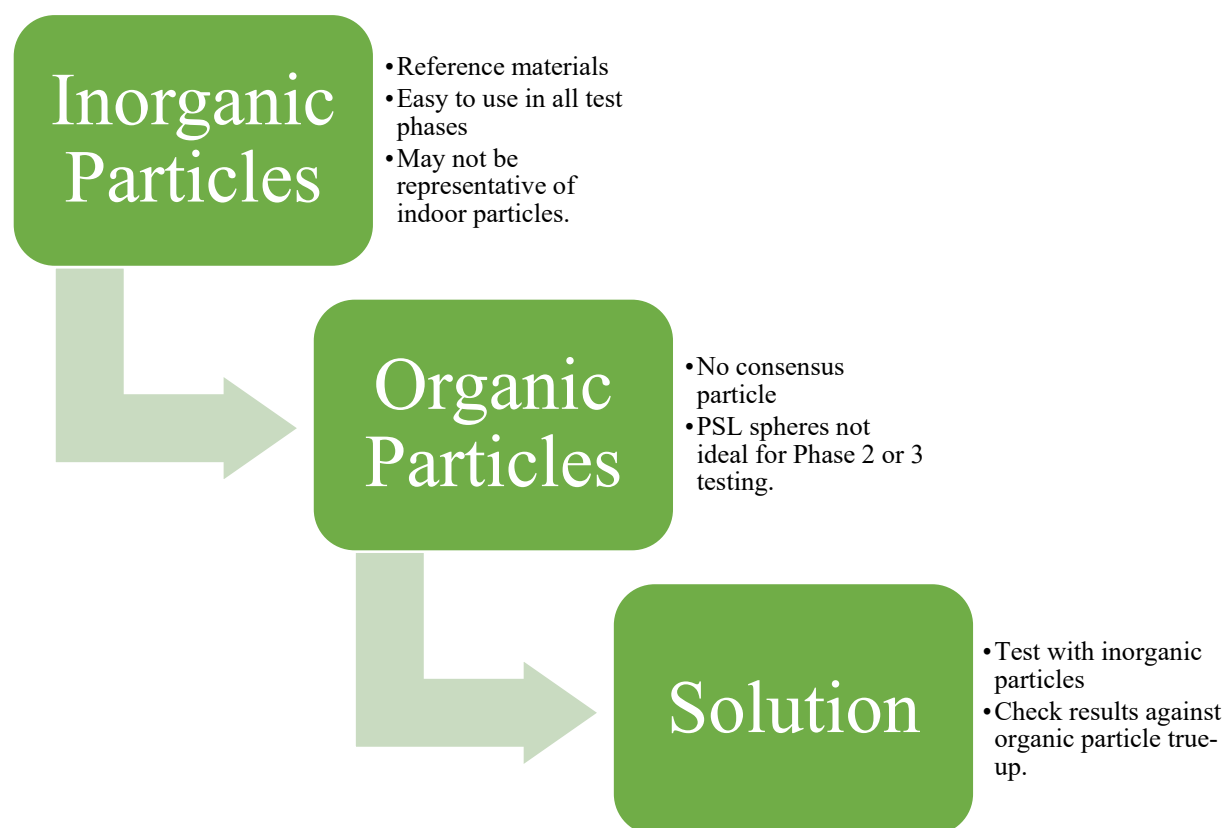 Inorganic
Particles
•Reference materials
•Easy to use in all test
phases
•May not be
representative of
indoor particles.
Organic
Particles
•No consensus
particle
•PSL spheres not
ideal for Phase 2 or 3
testing.
Solution
•Test with inorganic
particles
•Check results against
organic particle true-
up.